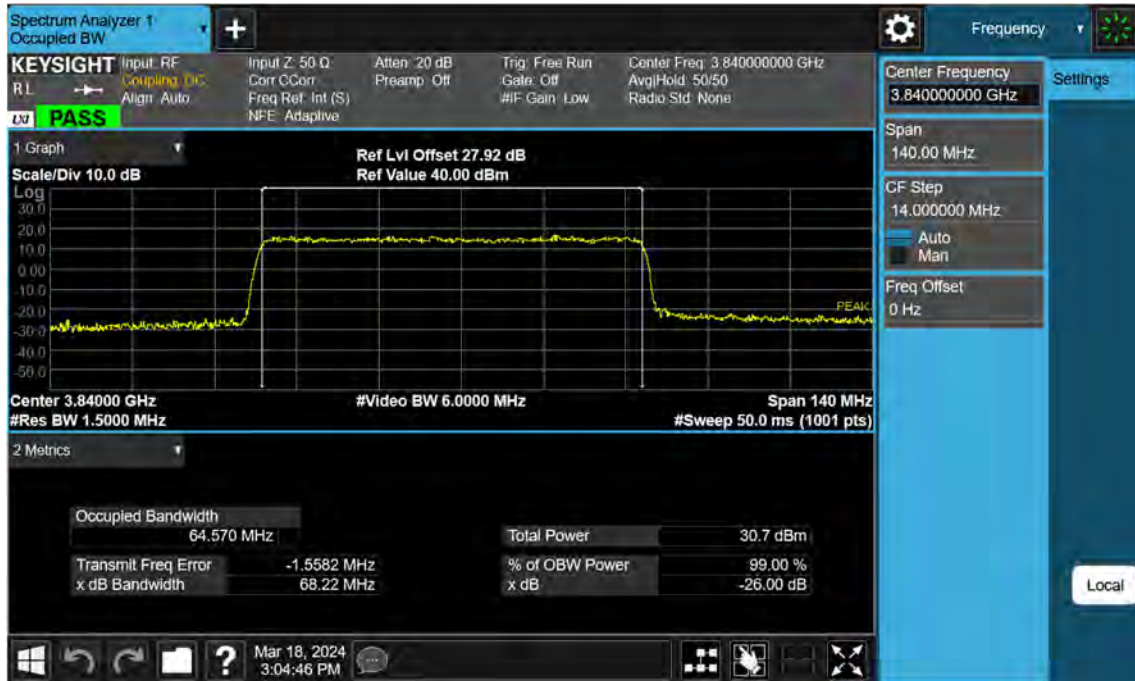 Spectrum Analyzer 1
Occupied BW
+
Frequency
KEYSIGHT
Input: RF
Coupling: DC
Align: Auto
RL
LXI
PASS
Input Z: 50 Ω
Corr CCorr
Freq Ref: Int (S)
NFE: Adaptive
Atten: 20 dB
Preamp: Off
Trig: Free Run
Gate: Off
#IF Gain: Low
Center Freq: 3.840000000 GHz
Avg|Hold: 50/50
Radio Std: None
Center Frequency
3.840000000 GHz
Settings
Span
140.00 MHz
CF Step
14.000000 MHz
Auto
Man
Freq Offset
0 Hz
1 Graph
Scale/Div 10.0 dB
Ref Lvl Offset 27.92 dB
Ref Value 40.00 dBm
Log
30.0
20.0
10.0
0.00
-10.0
-20.0
-30.0
-40.0
-50.0
PEAK
Center 3.84000 GHz
#Video BW 6.0000 MHz
Span 140 MHz
#Res BW 1.5000 MHz
#Sweep 50.0 ms (1001 pts)
2 Metrics
Occupied Bandwidth
64.570 MHz
Total Power 30.7 dBm
Transmit Freq Error -1.5582 MHz
% of OBW Power 99.00 %
x dB Bandwidth 68.22 MHz
x dB -26.00 dB
Local
?
Mar 18, 2024
3:04:46 PM